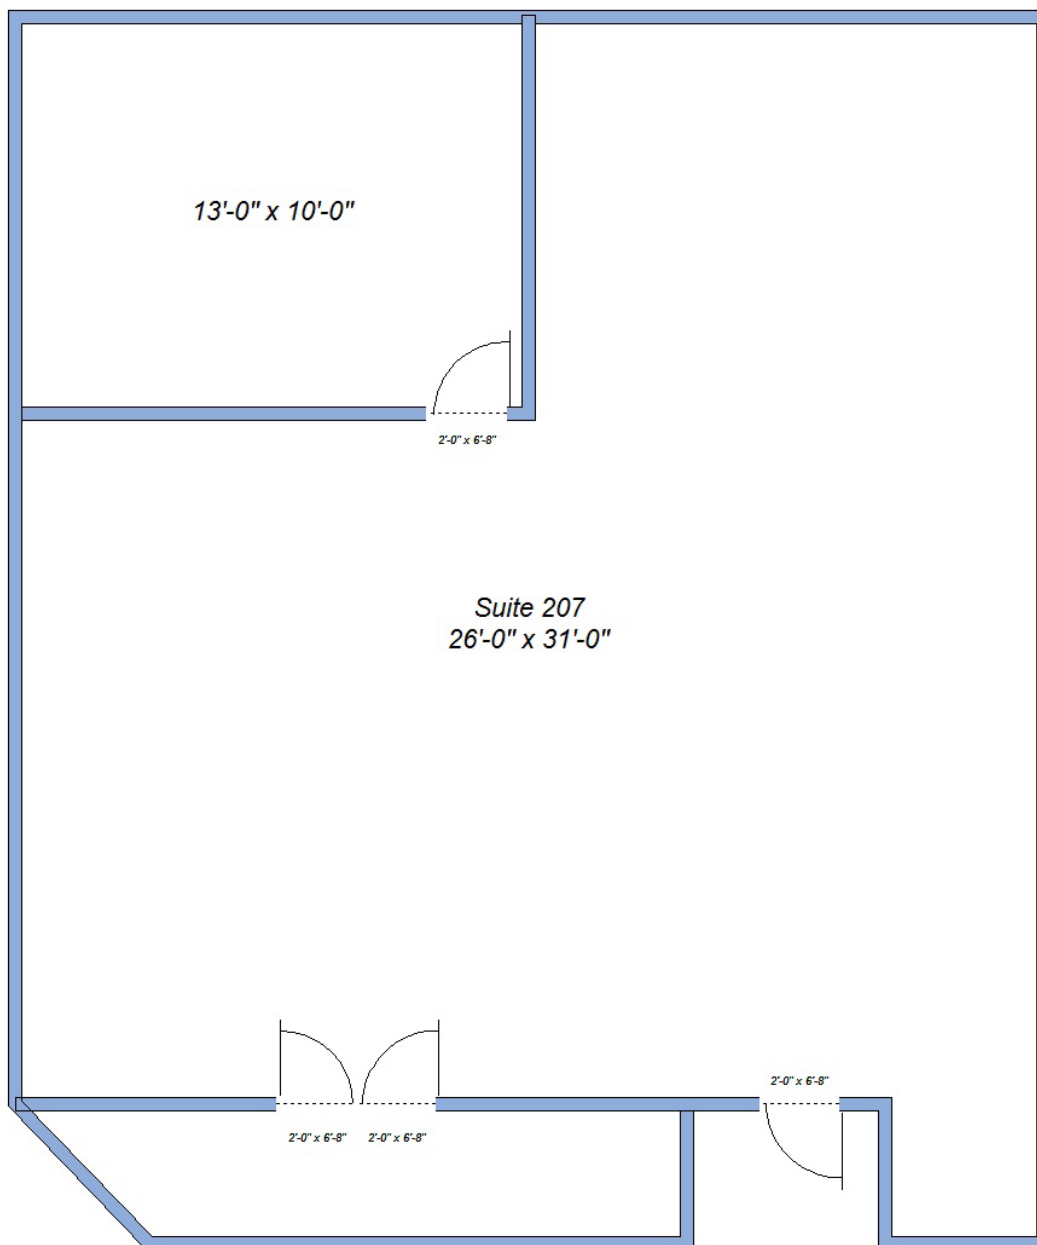 13'-0" x 10'-0"
2'-0" x 6'-8"
Suite 207
26'-0" x 31'-0"
2'-0" x 6'-8"
2'-0" x 6'-8" 2'-0" x 6'-8"